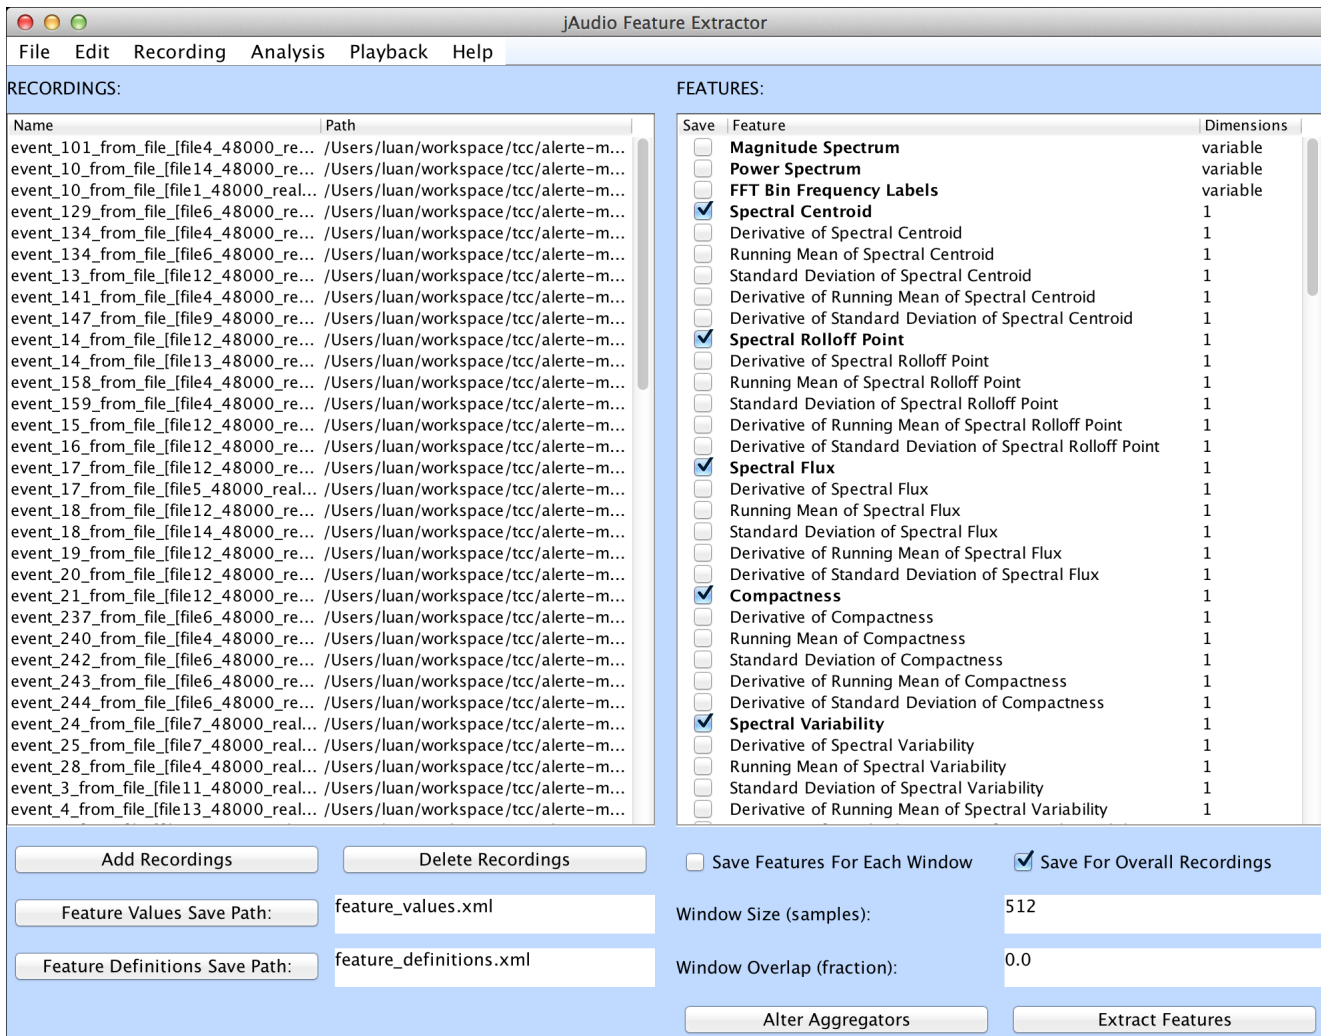 jAudio Feature Extractor
File Edit Recording Analysis Playback Help
RECORDINGS:
Name Path
event_101_from_file_[file4_48000_re... /Users/luan/workspace/tcc/alerte-m...
event_10_from_file_[file14_48000_re... /Users/luan/workspace/tcc/alerte-m...
event_10_from_file_[file1_48000_real... /Users/luan/workspace/tcc/alerte-m...
event_129_from_file_[file6_48000_re... /Users/luan/workspace/tcc/alerte-m...
event_134_from_file_[file4_48000_re... /Users/luan/workspace/tcc/alerte-m...
event_134_from_file_[file6_48000_re... /Users/luan/workspace/tcc/alerte-m...
event_13_from_file_[file12_48000_re... /Users/luan/workspace/tcc/alerte-m...
event_141_from_file_[file4_48000_re... /Users/luan/workspace/tcc/alerte-m...
event_147_from_file_[file9_48000_re... /Users/luan/workspace/tcc/alerte-m...
event_14_from_file_[file12_48000_re... /Users/luan/workspace/tcc/alerte-m...
event_14_from_file_[file13_48000_re... /Users/luan/workspace/tcc/alerte-m...
event_158_from_file_[file4_48000_re... /Users/luan/workspace/tcc/alerte-m...
event_159_from_file_[file4_48000_re... /Users/luan/workspace/tcc/alerte-m...
event_15_from_file_[file12_48000_re... /Users/luan/workspace/tcc/alerte-m...
event_16_from_file_[file12_48000_re... /Users/luan/workspace/tcc/alerte-m...
event_17_from_file_[file12_48000_re... /Users/luan/workspace/tcc/alerte-m...
event_17_from_file_[file5_48000_real... /Users/luan/workspace/tcc/alerte-m...
event_18_from_file_[file12_48000_re... /Users/luan/workspace/tcc/alerte-m...
event_18_from_file_[file14_48000_re... /Users/luan/workspace/tcc/alerte-m...
event_19_from_file_[file12_48000_re... /Users/luan/workspace/tcc/alerte-m...
event_20_from_file_[file12_48000_re... /Users/luan/workspace/tcc/alerte-m...
event_21_from_file_[file12_48000_re... /Users/luan/workspace/tcc/alerte-m...
event_237_from_file_[file6_48000_re... /Users/luan/workspace/tcc/alerte-m...
event_240_from_file_[file4_48000_re... /Users/luan/workspace/tcc/alerte-m...
event_242_from_file_[file6_48000_re... /Users/luan/workspace/tcc/alerte-m...
event_243_from_file_[file6_48000_re... /Users/luan/workspace/tcc/alerte-m...
event_244_from_file_[file6_48000_re... /Users/luan/workspace/tcc/alerte-m...
event_24_from_file_[file7_48000_real... /Users/luan/workspace/tcc/alerte-m...
event_25_from_file_[file7_48000_real... /Users/luan/workspace/tcc/alerte-m...
event_28_from_file_[file4_48000_real... /Users/luan/workspace/tcc/alerte-m...
event_3_from_file_[file11_48000_real... /Users/luan/workspace/tcc/alerte-m...
event_4_from_file_[file13_48000_real... /Users/luan/workspace/tcc/alerte-m...
Add Recordings Delete Recordings
Feature Values Save Path: feature_values.xml
Feature Definitions Save Path: feature_definitions.xml
FEATURES:
Save Feature Dimensions
Magnitude Spectrum variable
Power Spectrum variable
FFT Bin Frequency Labels variable
Spectral Centroid 1
Derivative of Spectral Centroid 1
Running Mean of Spectral Centroid 1
Standard Deviation of Spectral Centroid 1
Derivative of Running Mean of Spectral Centroid 1
Derivative of Standard Deviation of Spectral Centroid 1
Spectral Rolloff Point 1
Derivative of Spectral Rolloff Point 1
Running Mean of Spectral Rolloff Point 1
Standard Deviation of Spectral Rolloff Point 1
Derivative of Running Mean of Spectral Rolloff Point 1
Derivative of Standard Deviation of Spectral Rolloff Point 1
Spectral Flux 1
Derivative of Spectral Flux 1
Running Mean of Spectral Flux 1
Standard Deviation of Spectral Flux 1
Derivative of Running Mean of Spectral Flux 1
Derivative of Standard Deviation of Spectral Flux 1
Compactness 1
Derivative of Compactness 1
Running Mean of Compactness 1
Standard Deviation of Compactness 1
Derivative of Running Mean of Compactness 1
Derivative of Standard Deviation of Compactness 1
Spectral Variability 1
Derivative of Spectral Variability 1
Running Mean of Spectral Variability 1
Standard Deviation of Spectral Variability 1
Derivative of Running Mean of Spectral Variability 1
Save Features For Each Window Save For Overall Recordings
Window Size (samples): 512
Window Overlap (fraction): 0.0
Alter Aggregators Extract Features